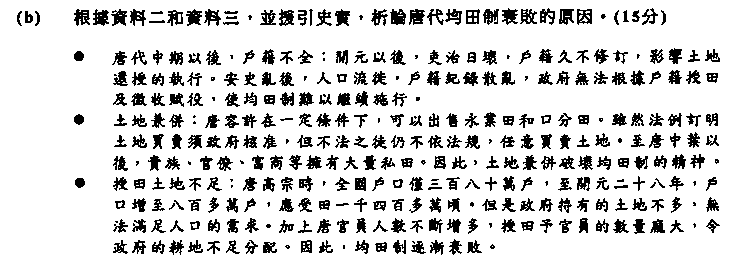 (b) 根據資料二和資料三，並援引史實，析論唐代均田制衰敗的原因。(15分)
● 唐代中期以後，戶籍不全；開元以後，吏治日壞，戶籍久不修訂，影響土地
還授的執行。安史亂後，人口流徙，戶籍紀錄散亂，政府無法根據戶籍授田
及徵收賦役，使均田制難以繼續施行。
● 土地兼併：唐容許在一定條件下，可以出售永業田和口分田。雖然法例訂明
土地買賣須政府核准，但不法之徒仍不依法規，任意買賣土地。至唐中葉以
後，貴族、官僚、富商等擁有大量私田。因此，土地兼併破壞均田制的精神。
● 授田土地不足：唐高宗時，全國戶口僅三百八十萬戶，至開元二十八年，戶
口增至八百多萬戶，應受田一千四百多萬頃。但是政府持有的土地不多，無
法滿足人口的需求。加上唐官員人數不斷增多，授田予官員的數量龐大，令
政府的耕地不足分配。因此，均田制逐漸衰敗。